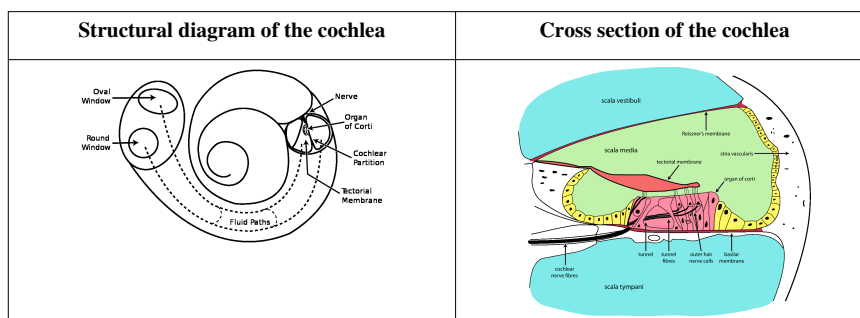 Structural diagram of the cochlea
Cross section of the cochlea
Oval
Window
Round
Window
Nerve
Organ
of Corti
Cochlear
Partition
Tectorial
Membrane
Fluid Paths
scala vestibuli
Reissner's membrane
scala media
stria vascularis
tectorial membrane
organ of corti
tunnel
tunnel
fibres
outer hair
nerve cells
basilar
membrane
cochlear
nerve fibres
scala tympani